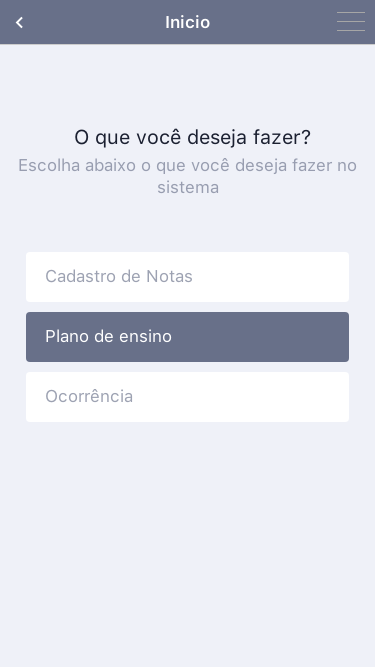 Inicio
O que você deseja fazer?
Escolha abaixo o que você deseja fazer no
sistema
Cadastro de Notas
Plano de ensino
Ocorrência